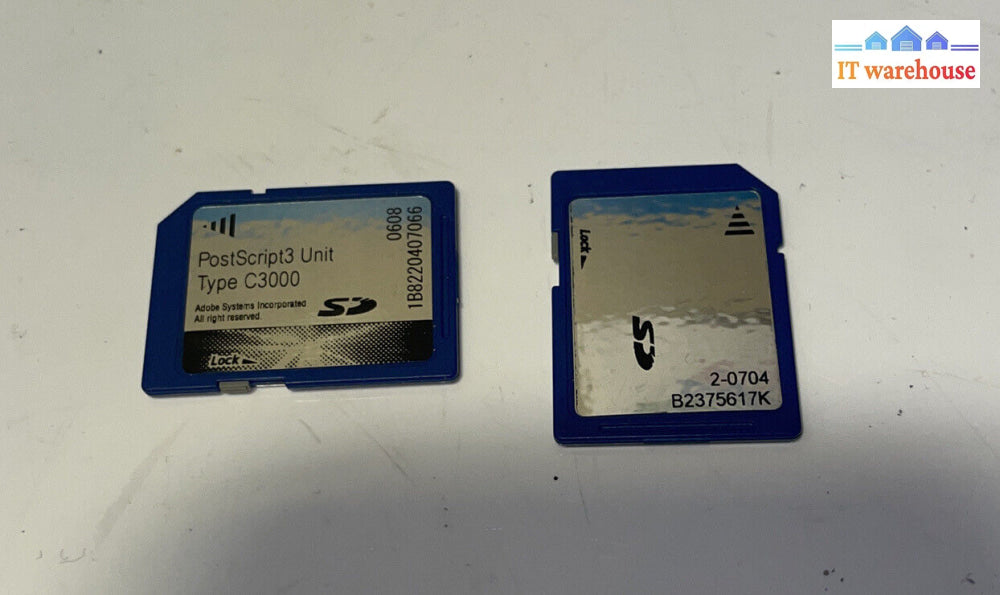 IT warehouse
PostScript3 Unit
Type C3000
Adobe Systems Incorporated
All right reserved.
SD
Lock
0608
1B8220407066
Lock
SD
2-0704
B2375617K